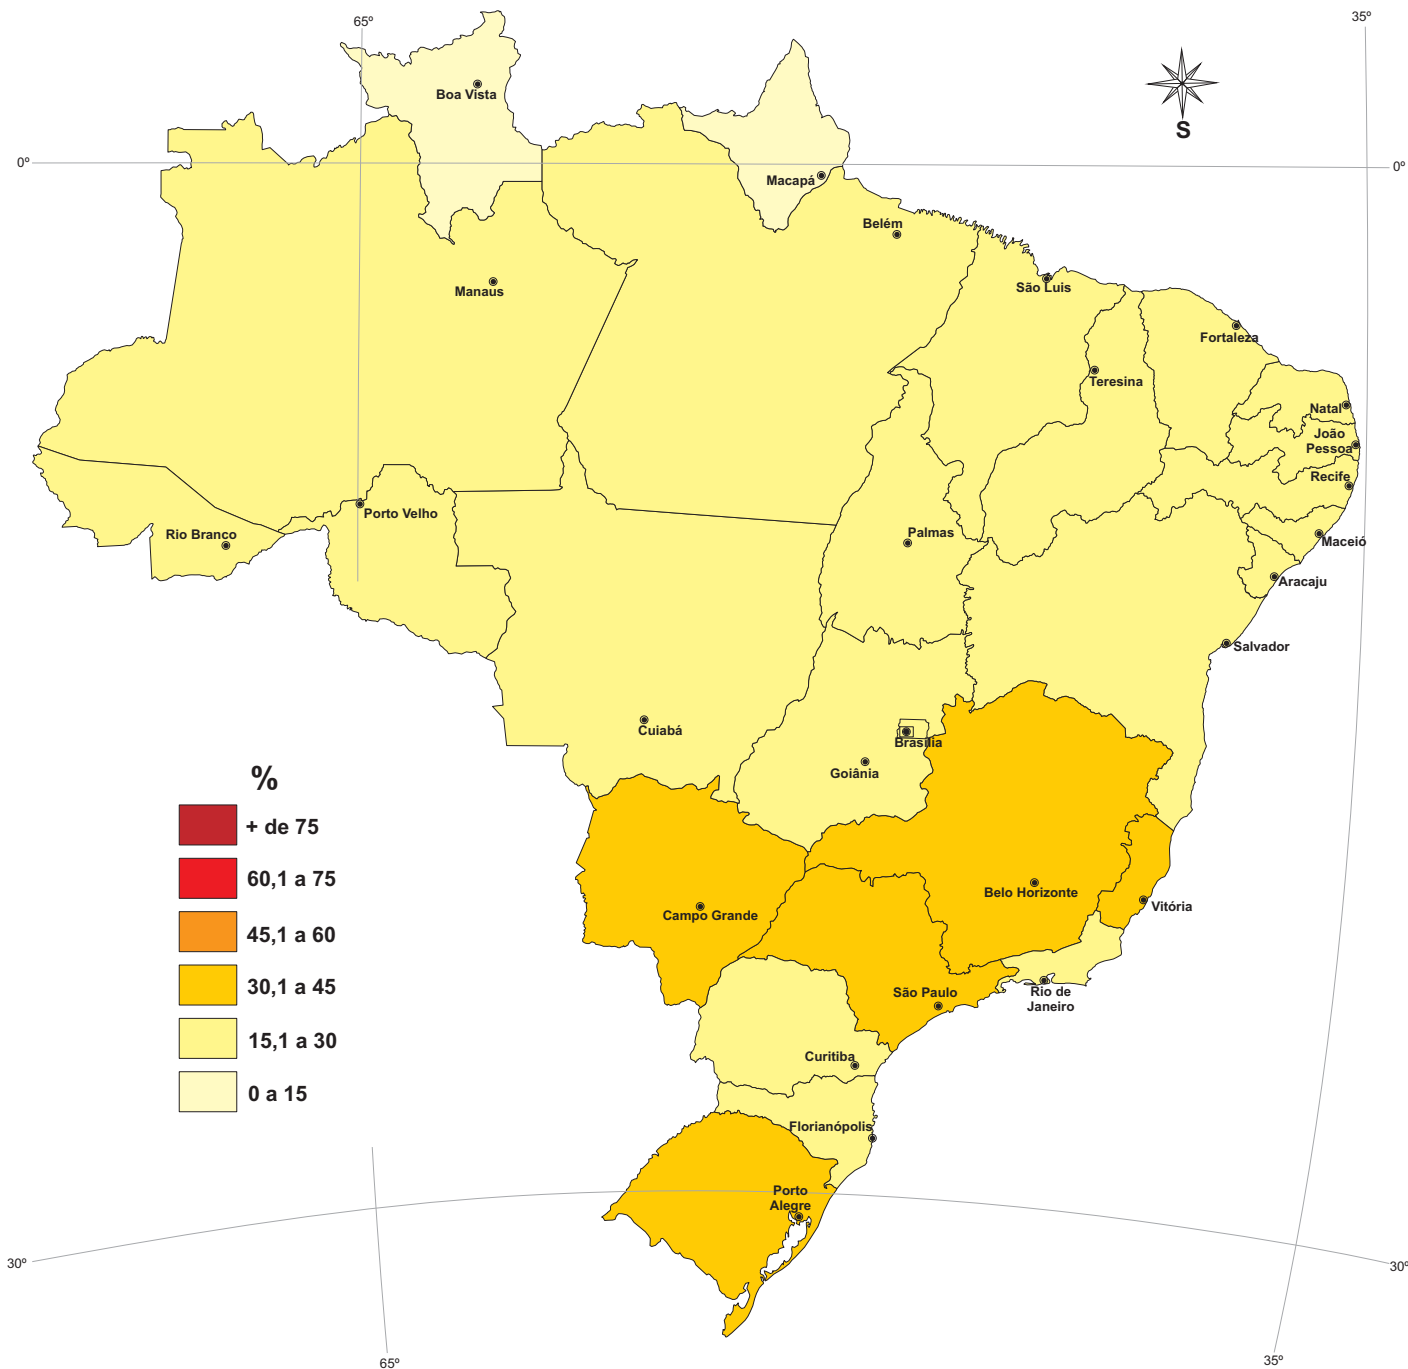 65º
35º
Boa Vista
S
0º
0º
Macapá
Belém
Manaus
São Luis
Fortaleza
Teresina
Natal
João
Pessoa
Recife
Porto Velho
Rio Branco
Palmas
Maceió
Aracaju
Salvador
Cuiabá
Brasília
Goiânia
%
+ de 75
60,1 a 75
45,1 a 60
30,1 a 45
15,1 a 30
0 a 15
Belo Horizonte
Campo Grande
Vitória
São Paulo
Rio de
Janeiro
Curitiba
Florianópolis
Porto
Alegre
30º
30º
65º
35º